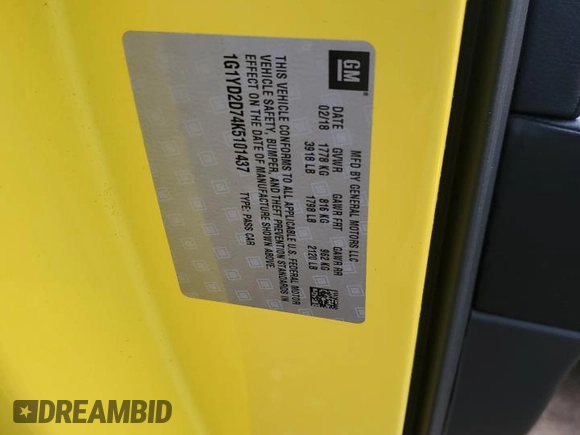 GM
MFD BY GENERAL MOTORS LLC
DATE GVWR GAWR FRT GAWR RR
02/18 1778 KG 816 KG 962 KG
3918 LB 1798 LB 2120 LB
THIS VEHICLE CONFORMS TO ALL APPLICABLE U.S. FEDERAL MOTOR
VEHICLE SAFETY, BUMPER, AND THEFT PREVENTION STANDARDS IN
EFFECT ON THE DATE OF MANUFACTURE SHOWN ABOVE.
1G1YD2D74K5101437 TYPE: PASS CAR
DREAMBID